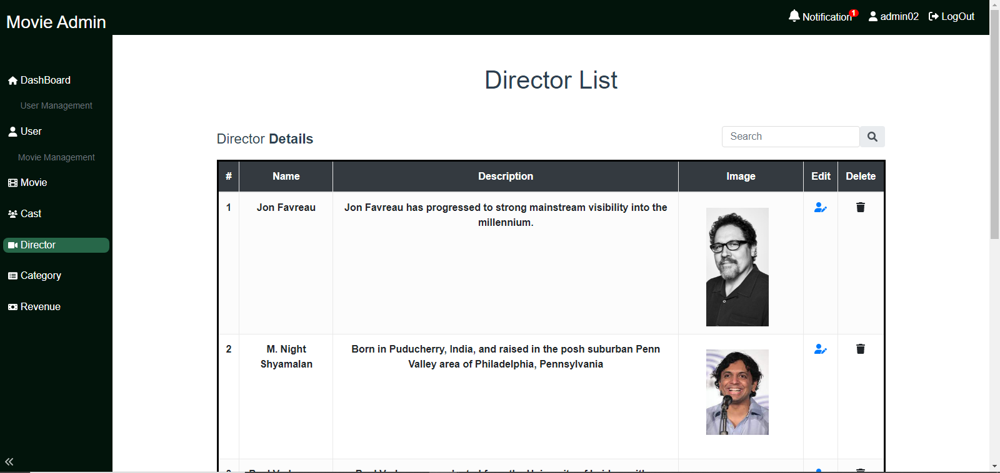 Movie Admin
Notification 1
admin02
LogOut
DashBoard
User Management
User
Movie Management
Movie
Cast
Director
Category
Revenue
Director List
Director Details
Search
# Name Description Image Edit Delete
1 Jon Favreau Jon Favreau has progressed to strong mainstream visibility into the
millennium.
2 M. Night Born in Puducherry, India, and raised in the posh suburban Penn
Shyamalan Valley area of Philadelphia, Pennsylvania